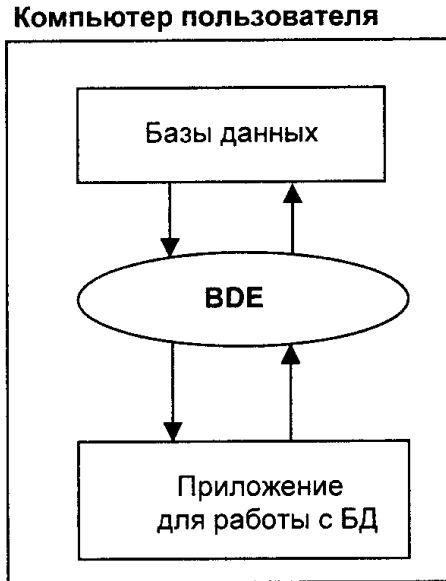 Компьютер пользователя
Базы данных
BDE
Приложение
для работы с БД